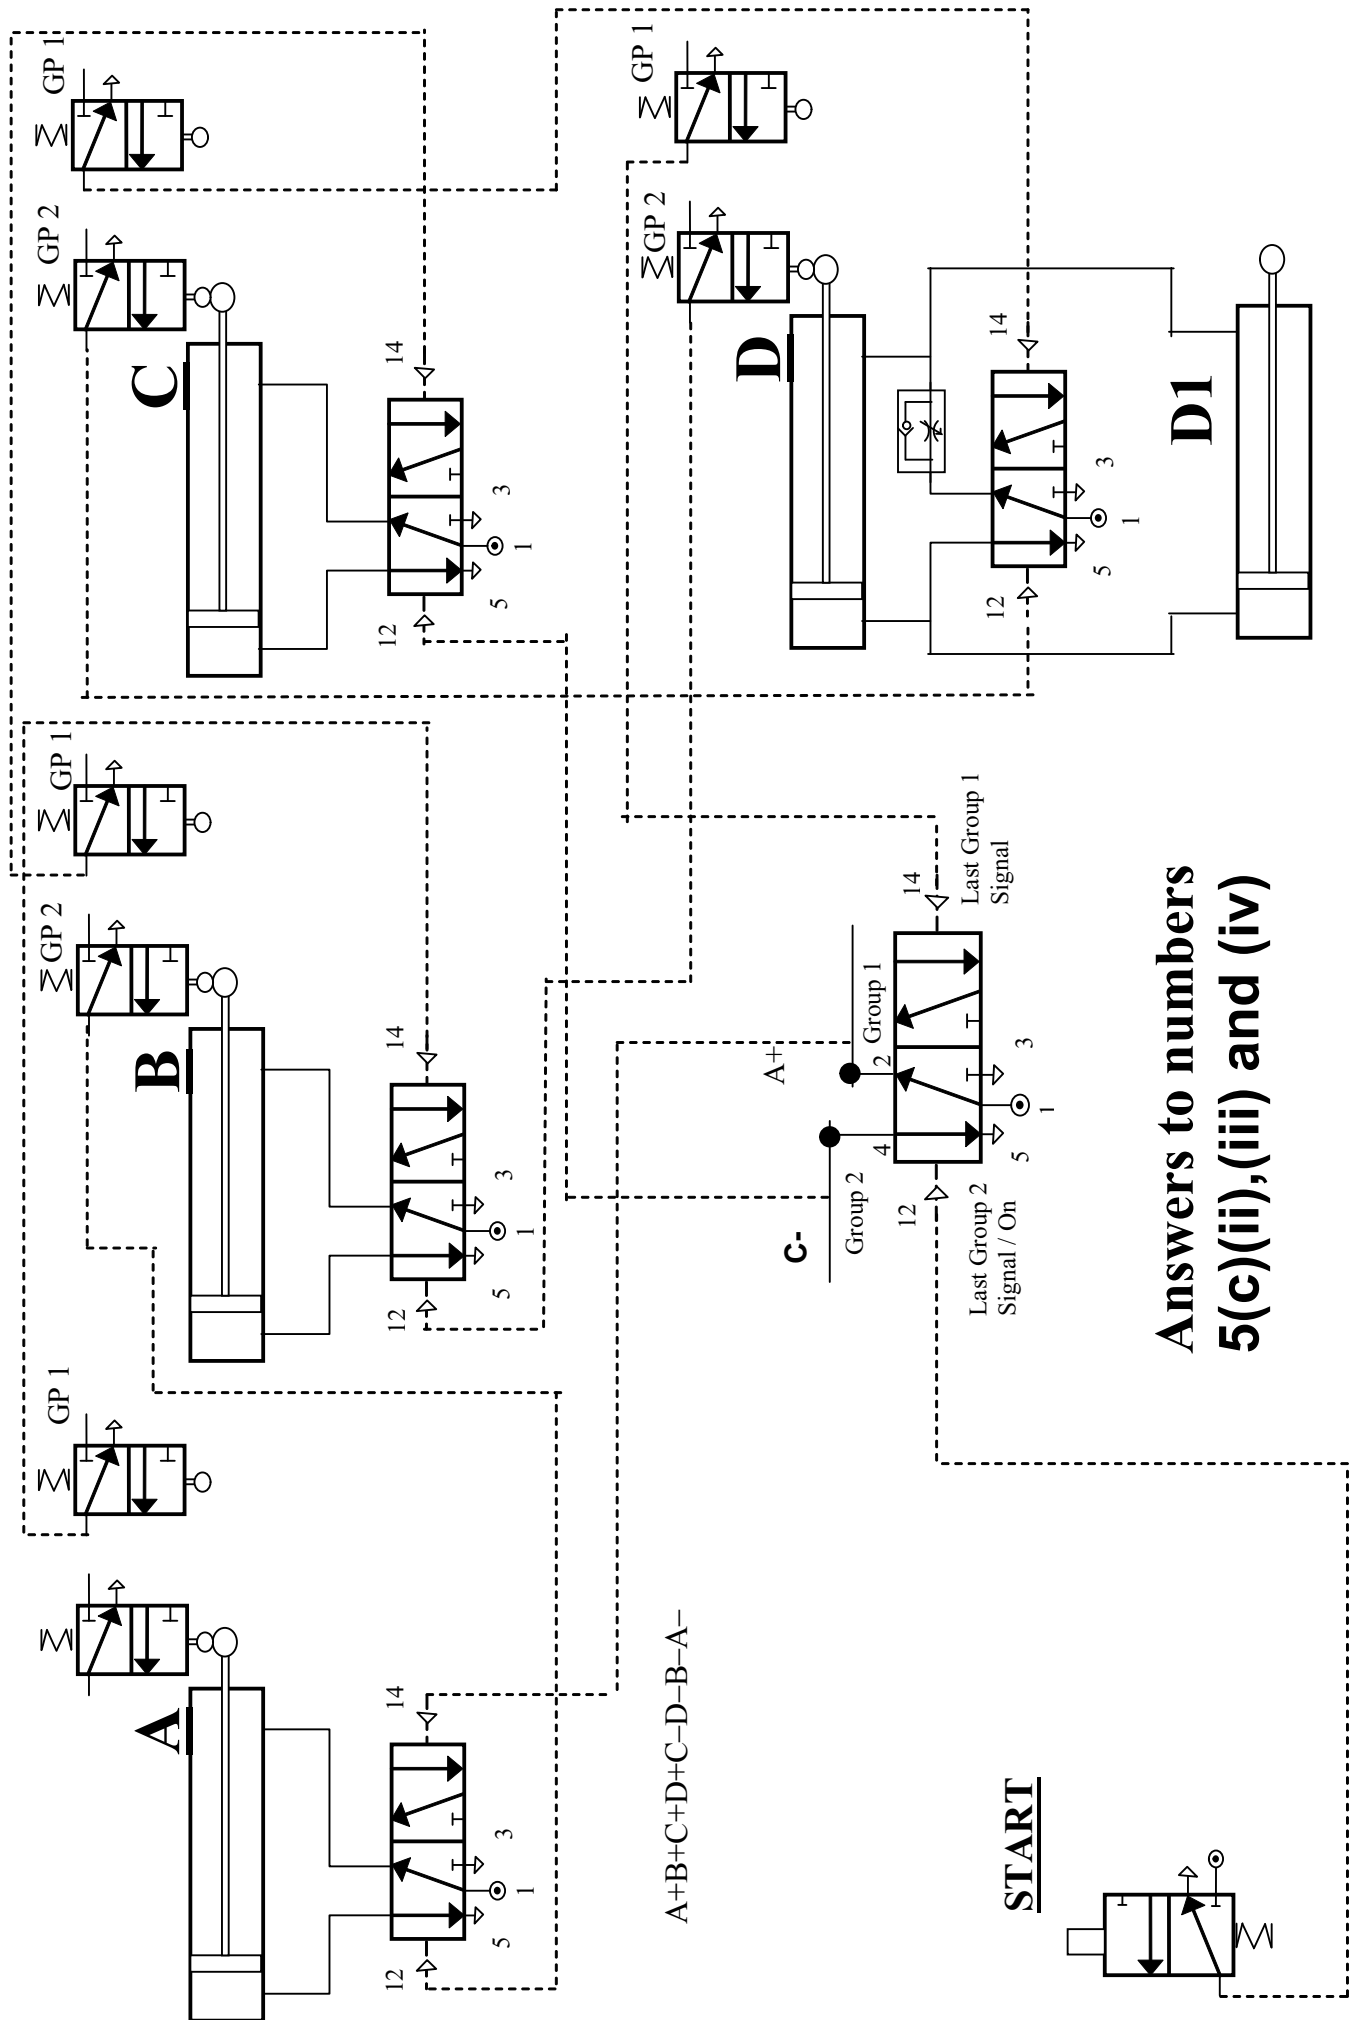 GP 1
GP 2
C
14
12
3
1
5
GP 1
GP 2
D
14
12
3
1
5
D1
GP 1
GP 2
B
14
12
3
1
5
GP 1
A
14
12
3
1
5
A+
Group 1
2
C-
Group 2
4
14
Last Group 1
Signal
12
Last Group 2
Signal / On
3
1
5
A+B+C+D+C–D–B–A–
START
Answers to numbers
5(c)(ii),(iii) and (iv)